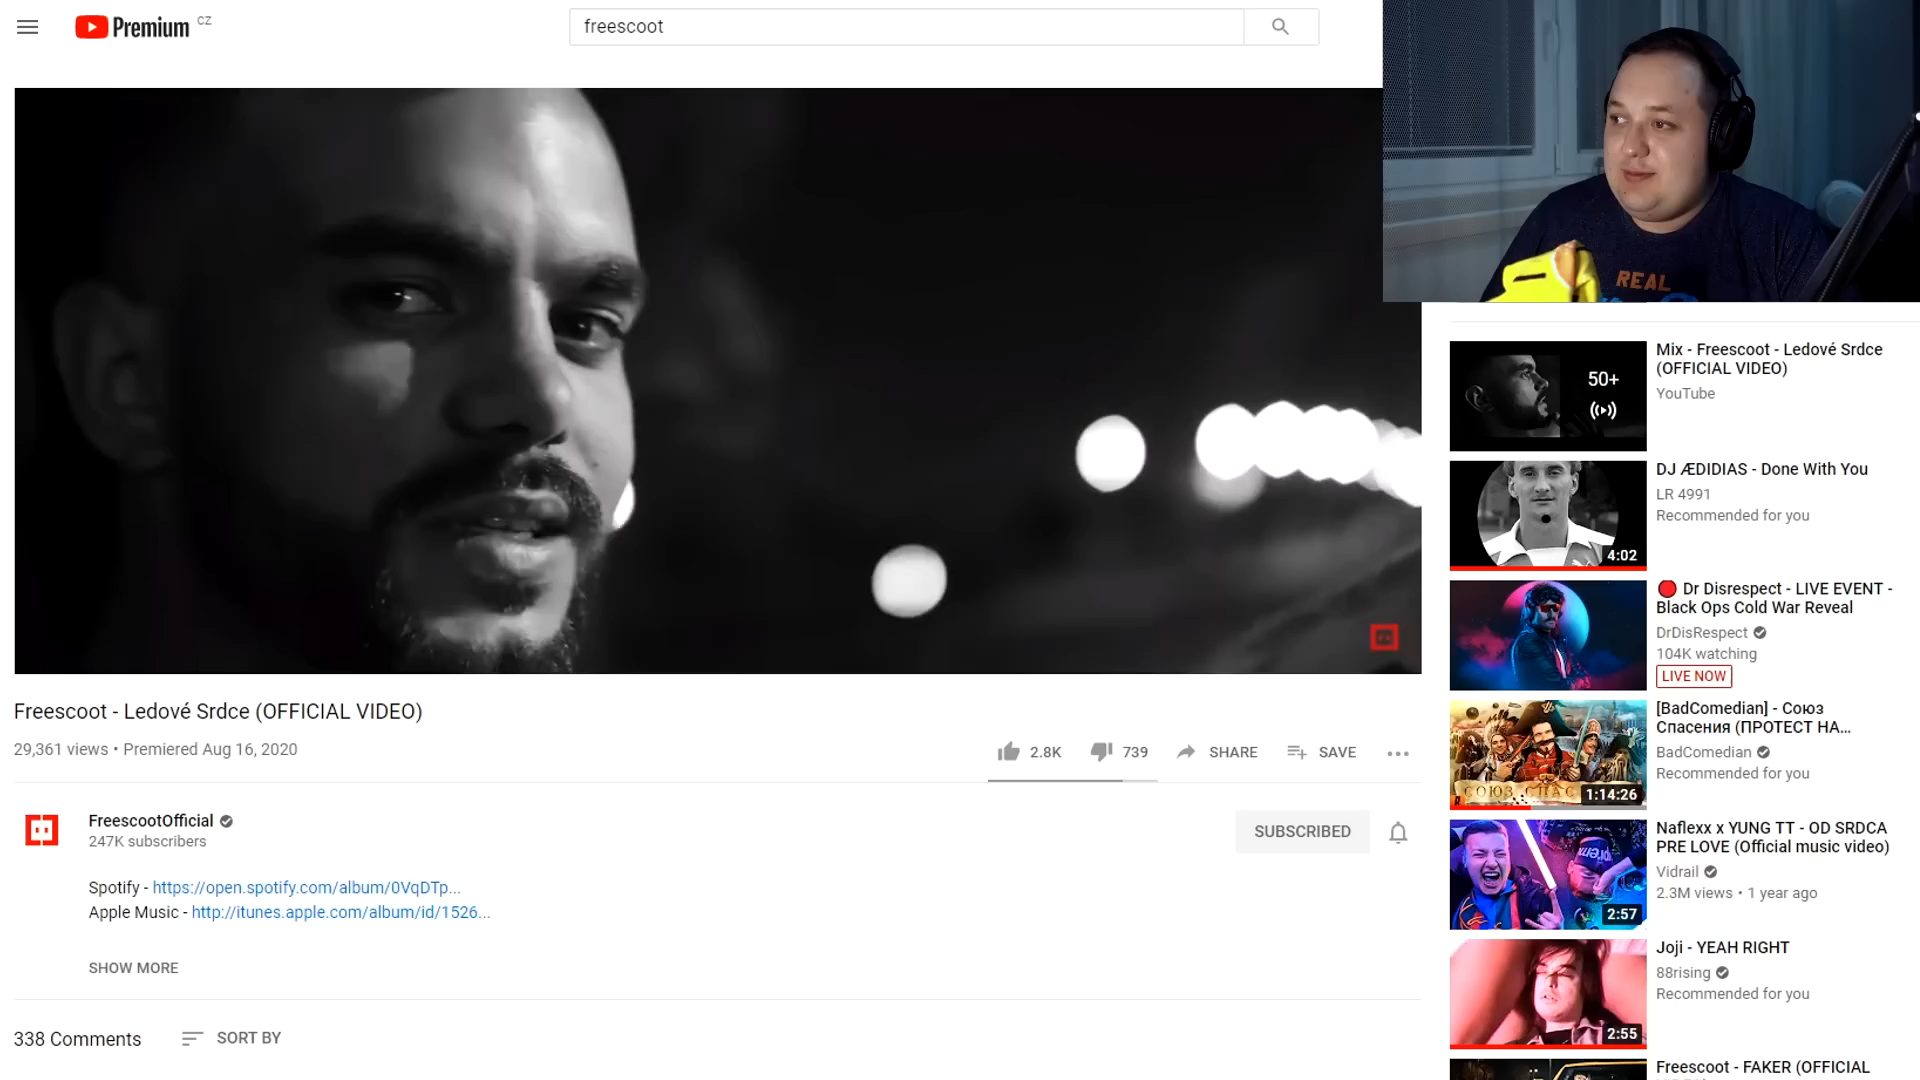 Premium CZ
freescoot
REAL
Freescoot - Ledové Srdce (OFFICIAL VIDEO)
29,361 views • Premiered Aug 16, 2020
2.8K
739
SHARE
SAVE
FreescootOfficial
247K subscribers
SUBSCRIBED
Spotify - https://open.spotify.com/album/0VqDTp...
Apple Music - http://itunes.apple.com/album/id/1526...
SHOW MORE
338 Comments
SORT BY
50+
Mix - Freescoot - Ledové Srdce
(OFFICIAL VIDEO)
YouTube
4:02
DJ ÆDIDIAS - Done With You
LR 4991
Recommended for you
Dr Disrespect - LIVE EVENT -
Black Ops Cold War Reveal
DrDisRespect
104K watching
LIVE NOW
1:14:26
[BadComedian] - Союз
Спасения (ПРОТЕСТ НА...
BadComedian
Recommended for you
2:57
Naflexx x YUNG TT - OD SRDCA
PRE LOVE (Official music video)
Vidrail
2.3M views • 1 year ago
2:55
Joji - YEAH RIGHT
88rising
Recommended for you
Freescoot - FAKER (OFFICIAL